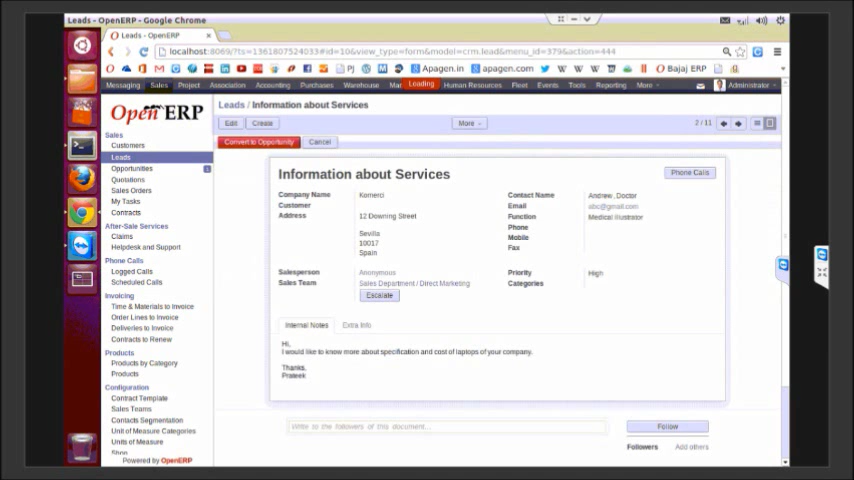 Leads - OpenERP - Google Chrome
Leads - OpenERP
localhost:8069/?ts=1361807524033#id=10&view_type=form&model=crm.lead&menu_id=379&action=444
PJ Apagen.in apagen.com Bajaj ERP
Messaging Sales Project Association Accounting Purchases Warehouse Mar Loading Human Resources Fleet Events Tools Reporting More Administrator
Open ERP
Leads / Information about Services
Edit Create More 2 / 11
Convert to Opportunity Cancel
Sales
Customers
Leads
Opportunities
Quotations
Sales Orders
My Tasks
Contracts
After-Sale Services
Claims
Helpdesk and Support
Phone Calls
Logged Calls
Scheduled Calls
Invoicing
Time & Materials to Invoice
Order Lines to Invoice
Deliveries to Invoice
Contracts to Renew
Products
Products by Category
Products
Configuration
Contract Template
Sales Teams
Contacts Segmentation
Unit of Measure Categories
Units of Measure
Shop
Powered by OpenERP
Information about Services
Phone Calls
Company Name Komerci
Customer
Address 12 Downing Street
Sevilla
10017
Spain
Contact Name Andrew ,Doctor
Email abc@gmail.com
Function Medical illustrator
Phone
Mobile
Fax
Salesperson Anonymous
Sales Team Sales Department / Direct Marketing
Escalate
Priority High
Categories
Internal Notes Extra Info
Hi,
I would like to know more about specification and cost of laptops of your company.
Thanks,
Prateek
Write to the followers of this document...
Follow
Followers Add others